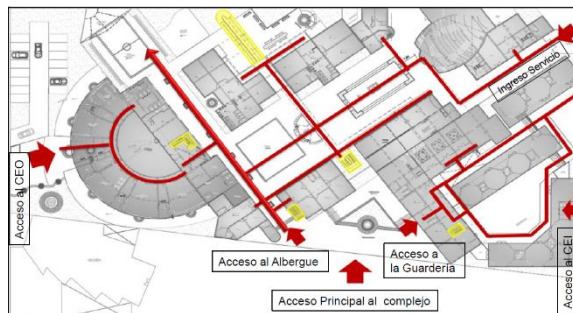 Ingreso Servicio
Acceso al CEO
Acceso al Albergue
Acceso a
la Guardería
Acceso Principal al complejo
Acceso al CEI